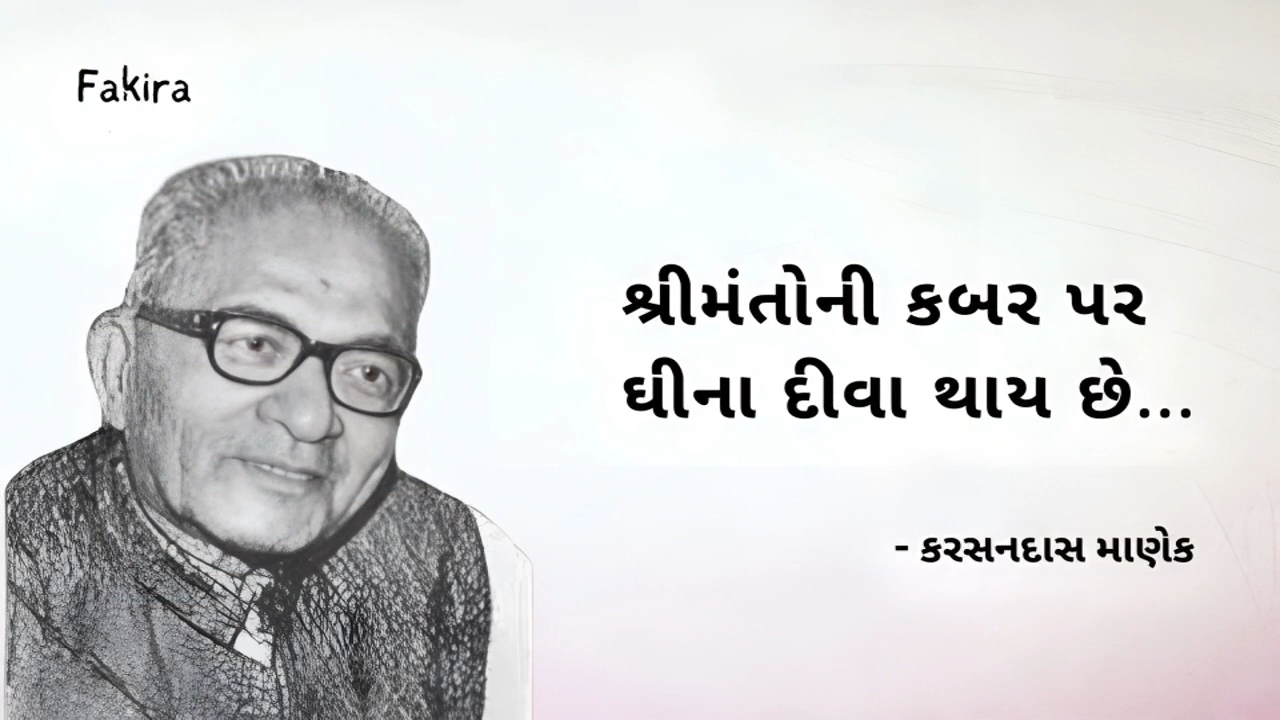 Fakira
શ્રીમંતોની કબર પર
ઘીના દીવા થાય છે...
- કરસનદાસ માણેક